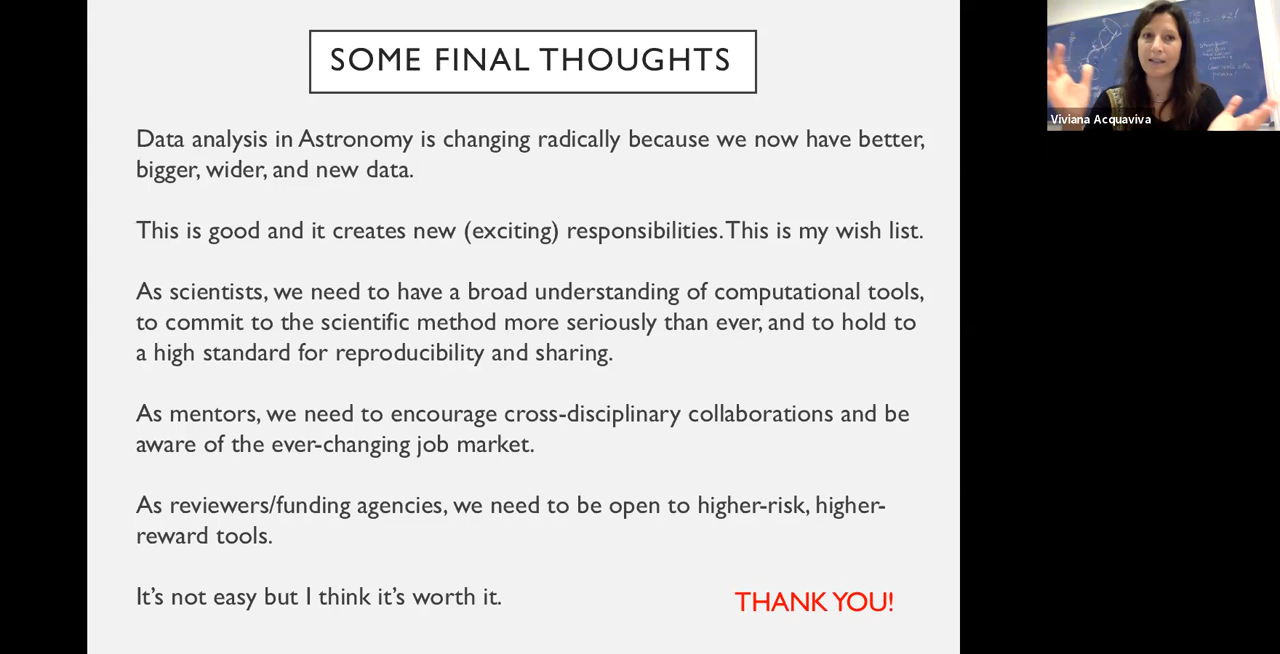 SOME FINAL THOUGHTS
Data analysis in Astronomy is changing radically because we now have better,
bigger, wider, and new data.
This is good and it creates new (exciting) responsibilities. This is my wish list.
As scientists, we need to have a broad understanding of computational tools,
to commit to the scientific method more seriously than ever, and to hold to
a high standard for reproducibility and sharing.
As mentors, we need to encourage cross-disciplinary collaborations and be
aware of the ever-changing job market.
As reviewers/funding agencies, we need to be open to higher-risk, higher-
reward tools.
It's not easy but I think it's worth it.
THANK YOU!
Viviana Acquaviva